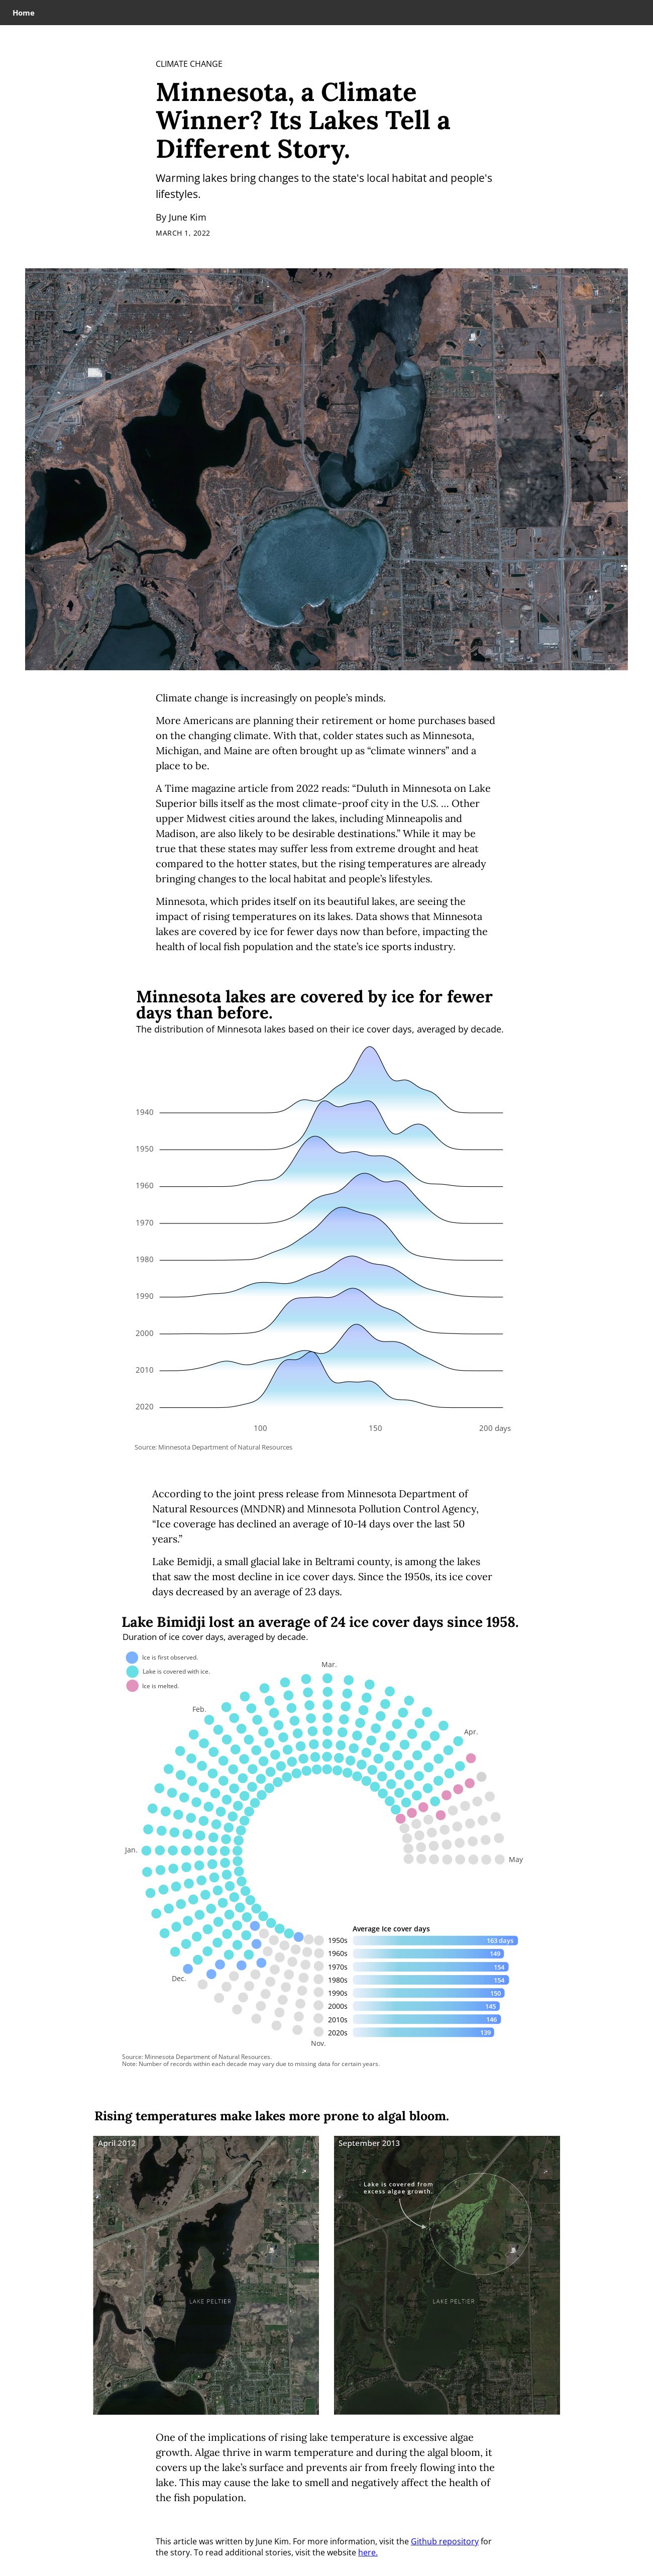 Home
CLIMATE CHANGE
Minnesota, a Climate
Winner? Its Lakes Tell a
Different Story.
Warming lakes bring changes to the state's local habitat and people's
lifestyles.
By June Kim
MARCH 1, 2022
Climate change is increasingly on people’s minds.
More Americans are planning their retirement or home purchases based
on the changing climate. With that, colder states such as Minnesota,
Michigan, and Maine are often brought up as “climate winners” and a
place to be.
A Time magazine article from 2022 reads: “Duluth in Minnesota on Lake
Superior bills itself as the most climate-proof city in the U.S. ... Other
upper Midwest cities around the lakes, including Minneapolis and
Madison, are also likely to be desirable destinations.” While it may be
true that these states may suffer less from extreme drought and heat
compared to the hotter states, but the rising temperatures are already
bringing changes to the local habitat and people’s lifestyles.
Minnesota, which prides itself on its beautiful lakes, are seeing the
impact of rising temperatures on its lakes. Data shows that Minnesota
lakes are covered by ice for fewer days now than before, impacting the
health of local fish population and the state’s ice sports industry.
Minnesota lakes are covered by ice for fewer
days than before.
The distribution of Minnesota lakes based on their ice cover days, averaged by decade.
1940
1950
1960
1970
1980
1990
2000
2010
2020
100 150 200 days
Source: Minnesota Department of Natural Resources
According to the joint press release from Minnesota Department of
Natural Resources (MNDNR) and Minnesota Pollution Control Agency,
“Ice coverage has declined an average of 10-14 days over the last 50
years.”
Lake Bemidji, a small glacial lake in Beltrami county, is among the lakes
that saw the most decline in ice cover days. Since the 1950s, its ice cover
days decreased by an average of 23 days.
Lake Bimidji lost an average of 24 ice cover days since 1958.
Duration of ice cover days, averaged by decade.
Ice is first observed.
Lake is covered with ice.
Ice is melted.
Mar.
Feb.
Apr.
Jan.
May
Dec.
Nov.
Average Ice cover days
1950s 163 days
1960s 149
1970s 154
1980s 154
1990s 150
2000s 145
2010s 146
2020s 139
Source: Minnesota Department of Natural Resources.
Note: Number of records within each decade may vary due to missing data for certain years.
Rising temperatures make lakes more prone to algal bloom.
April 2012
LAKE PELTIER
September 2013
Lake is covered from
excess algae growth.
LAKE PELTIER
One of the implications of rising lake temperature is excessive algae
growth. Algae thrive in warm temperature and during the algal bloom, it
covers up the lake’s surface and prevents air from freely flowing into the
lake. This may cause the lake to smell and negatively affect the health of
the fish population.
This article was written by June Kim. For more information, visit the Github repository for
the story. To read additional stories, visit the website here.